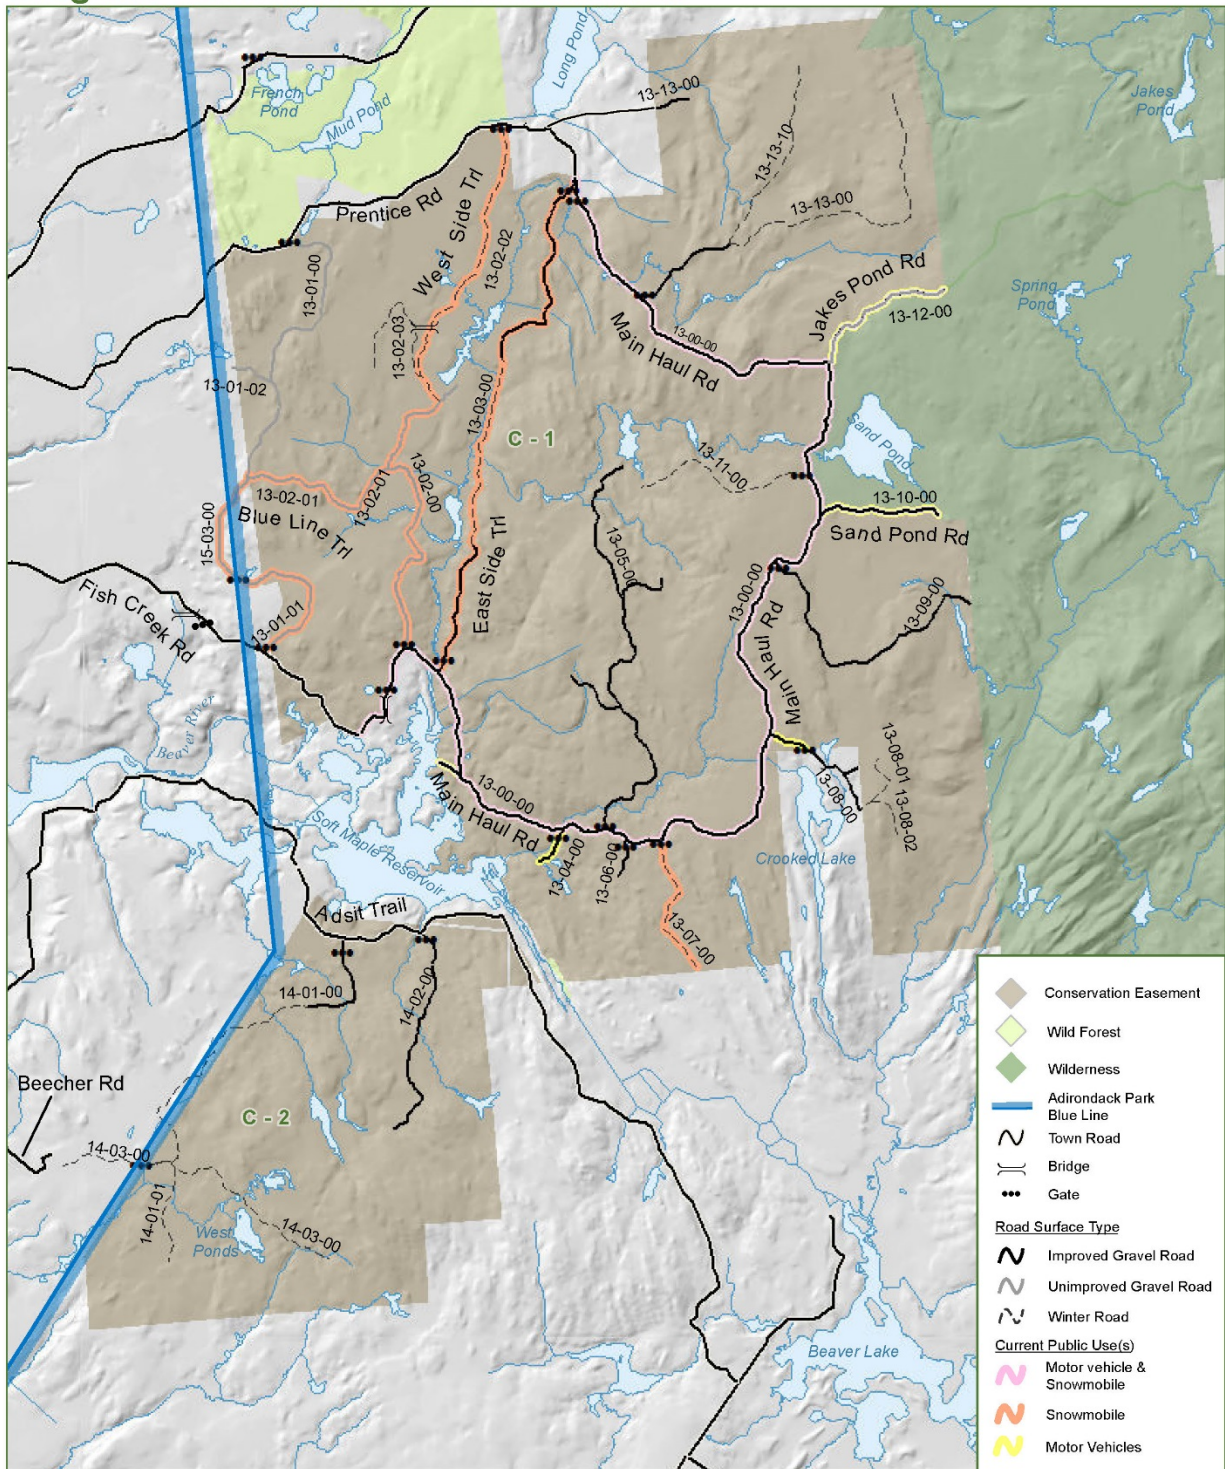 Long Pond
French
Pond
Mud Pond
13-13-00
Jakes
Pond
13-13-10
Prentice Rd
West Side Trl
13-02-02
13-13-00
13-01-00
Jakes Pond Rd
Spring
Pond
13-12-00
13-02-03
Main Haul Rd
13-00-00
13-01-02
13-03-00
C - 1
Sand Pond
13-02-01
13-02-01
13-02-00
13-11-00
13-10-00
Blue Line Trl
15-03-00
Sand Pond Rd
East Side Trl
13-05-00
13-00-00
Main Haul Rd
13-09-00
Fish Creek Rd
13-01-01
Beaver River
13-08-01
13-08-00
13-08-02
13-00-00
Main Haul Rd
Soft Maple Reservoir
13-04-00
13-06-00
Crooked Lake
13-07-00
Adsit Trail
14-01-00
14-02-00
Beecher Rd
C - 2
14-03-00
14-01-01
West
Ponds
14-03-00
Beaver Lake
Conservation Easement
Wild Forest
Wilderness
Adirondack Park
Blue Line
Town Road
Bridge
Gate
Road Surface Type
Improved Gravel Road
Unimproved Gravel Road
Winter Road
Current Public Use(s)
Motor vehicle &
Snowmobile
Snowmobile
Motor Vehicles